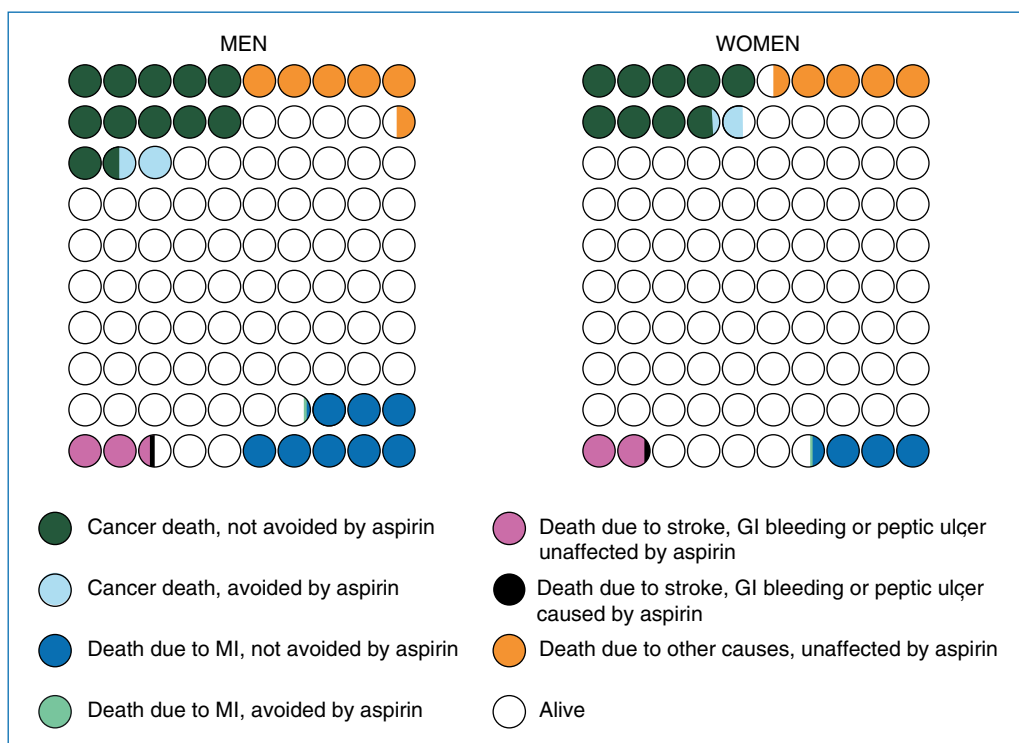 MEN
WOMEN
Cancer death, not avoided by aspirin
Cancer death, avoided by aspirin
Death due to MI, not avoided by aspirin
Death due to MI, avoided by aspirin
Death due to stroke, GI bleeding or peptic ulçer
unaffected by aspirin
Death due to stroke, GI bleeding or peptic ulçer
caused by aspirin
Death due to other causes, unaffected by aspirin
Alive